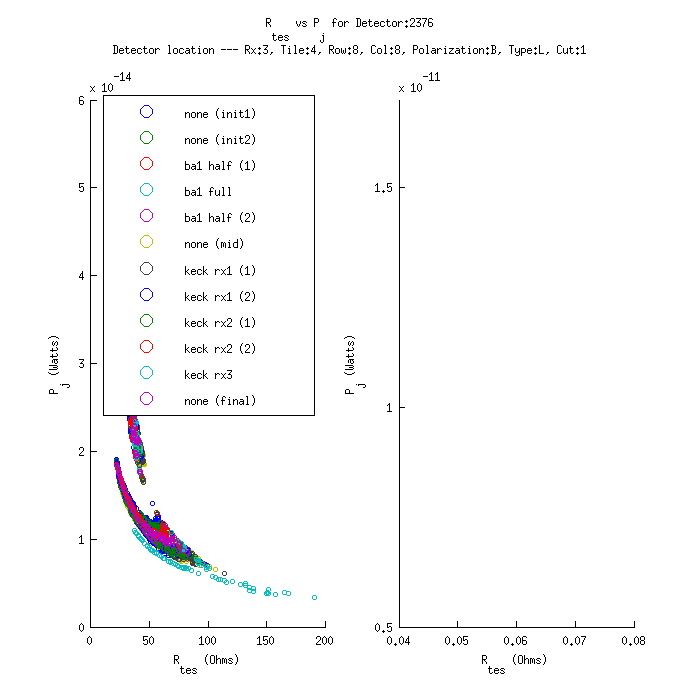 R tes vs P j for Detector:2376
Detector location --- Rx:3, Tile:4, Row:8, Col:8, Polarization:B, Type:L, Cut:1
x 10 -14
6
5
4
3
2
1
0
P j (Watts)
none (init1)
none (init2)
ba1 half (1)
ba1 full
ba1 half (2)
none (mid)
keck rx1 (1)
keck rx1 (2)
keck rx2 (1)
keck rx2 (2)
keck rx3
none (final)
0 50 100 150 200
R tes (Ohms)
x 10 -11
1.5
1
0.5
P j (Watts)
0.04 0.05 0.06 0.07 0.08
R tes (Ohms)